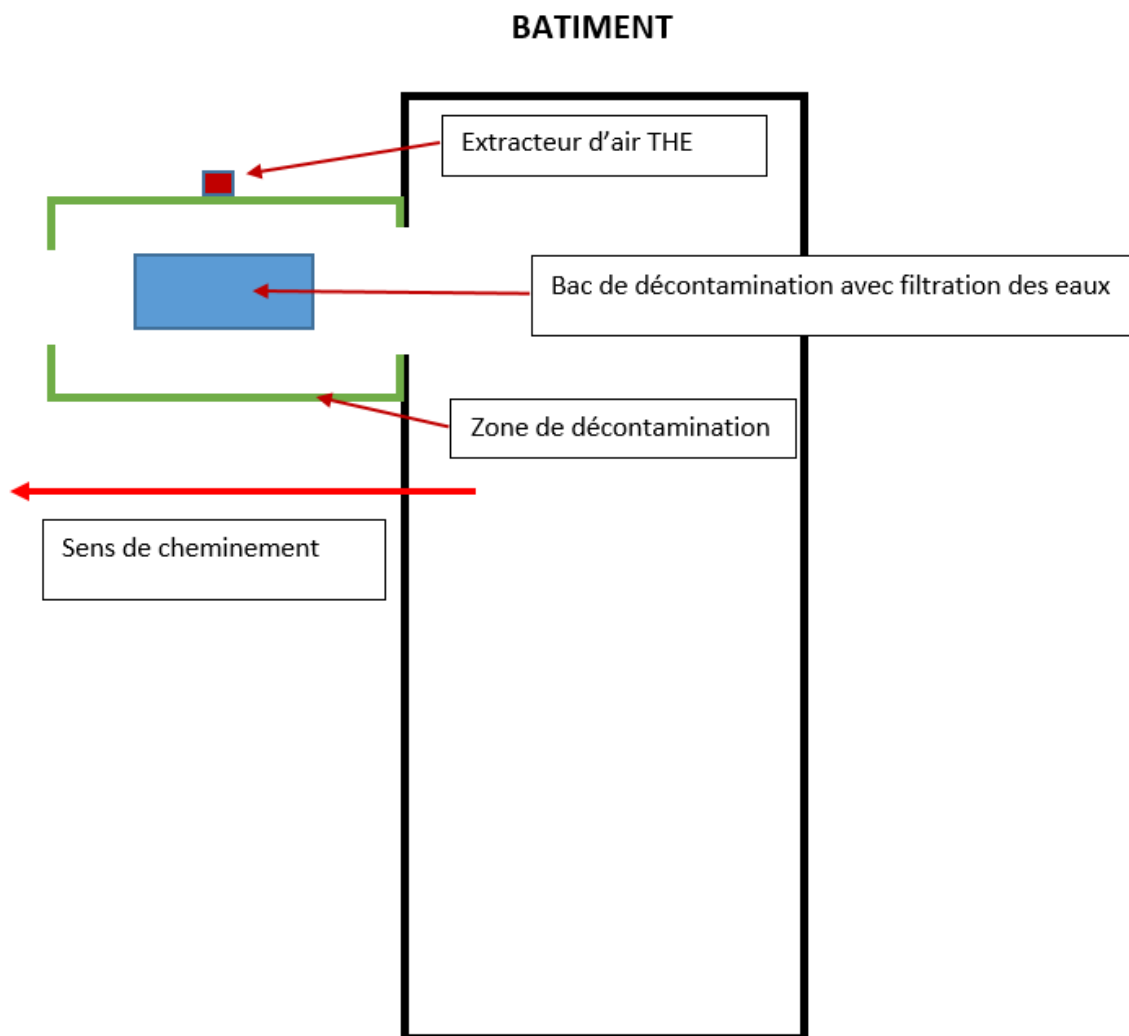 BATIMENT
Extracteur d’air THE
Bac de décontamination avec filtration des eaux
Zone de décontamination
Sens de cheminement